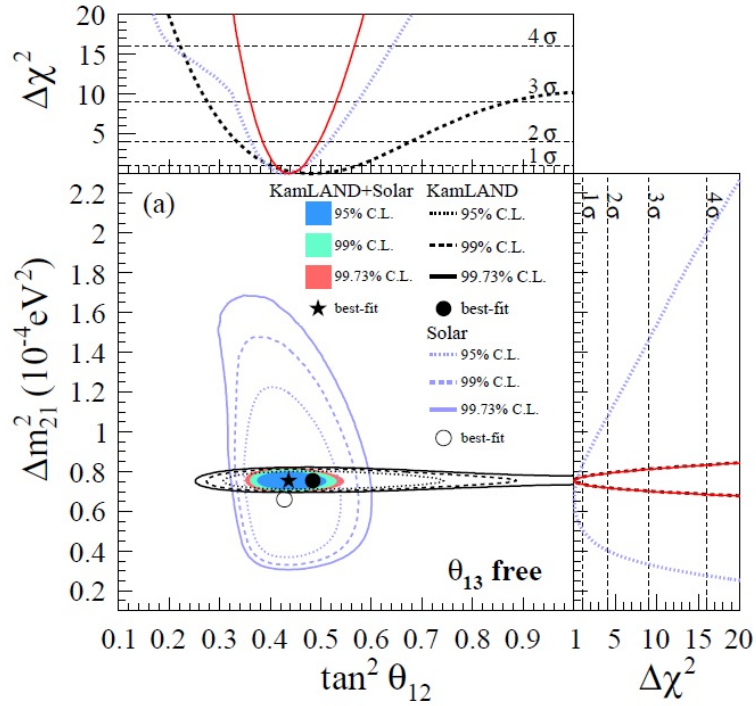 20
15
10
5
Δχ²
4σ
3σ
2σ
1σ
(a)
KamLAND+Solar
95% C.L.
99% C.L.
99.73% C.L.
best-fit
KamLAND
95% C.L.
99% C.L.
99.73% C.L.
best-fit
Solar
95% C.L.
99% C.L.
99.73% C.L.
best-fit
θ₁₃ free
1σ
2σ
3σ
4σ
2.2
2
1.8
1.6
1.4
1.2
1
0.8
0.6
0.4
0.2
Δm²₂₁ (10⁻⁴eV²)
0.1 0.2 0.3 0.4 0.5 0.6 0.7 0.8 0.9 1
5 10 15 20
tan² θ₁₂
Δχ²